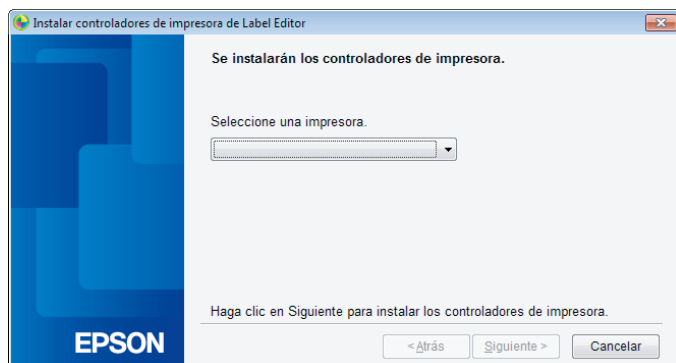 Instalar controladores de impresora de Label Editor
Se instalarán los controladores de impresora.
Seleccione una impresora.
Haga clic en Siguiente para instalar los controladores de impresora.
EPSON
< Atrás
Siguiente >
Cancelar